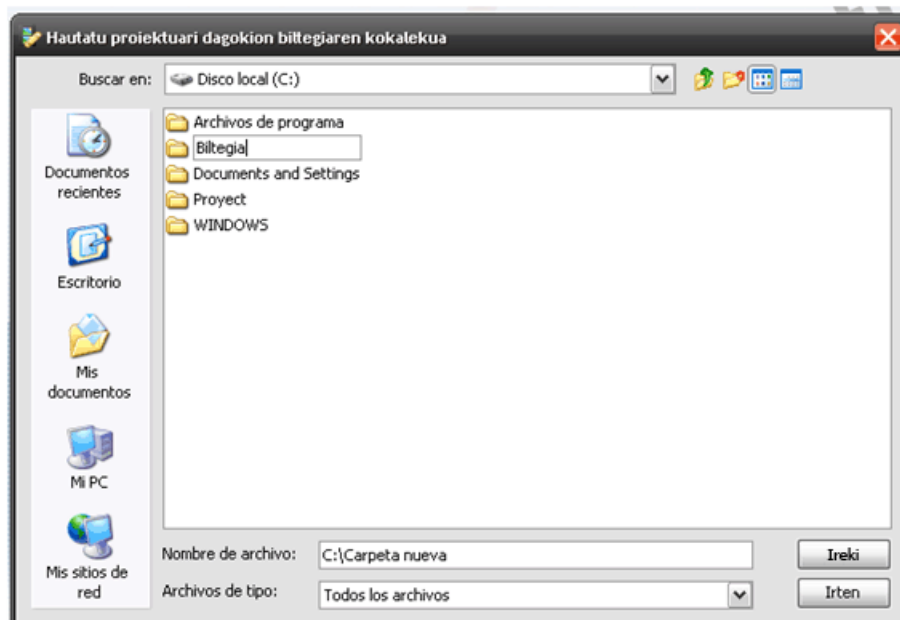 Hautatu proiektuari dagokion biltegiaren kokalekua
Buscar en:
Disco local (C:)
Archivos de programa
Biltegia
Documents and Settings
Proyect
WINDOWS
Documentos
recientes
Escritorio
Mis
documentos
Mi PC
Mis sitios de
red
Nombre de archivo:
C:\Carpeta nueva
Ireki
Archivos de tipo:
Todos los archivos
Irten